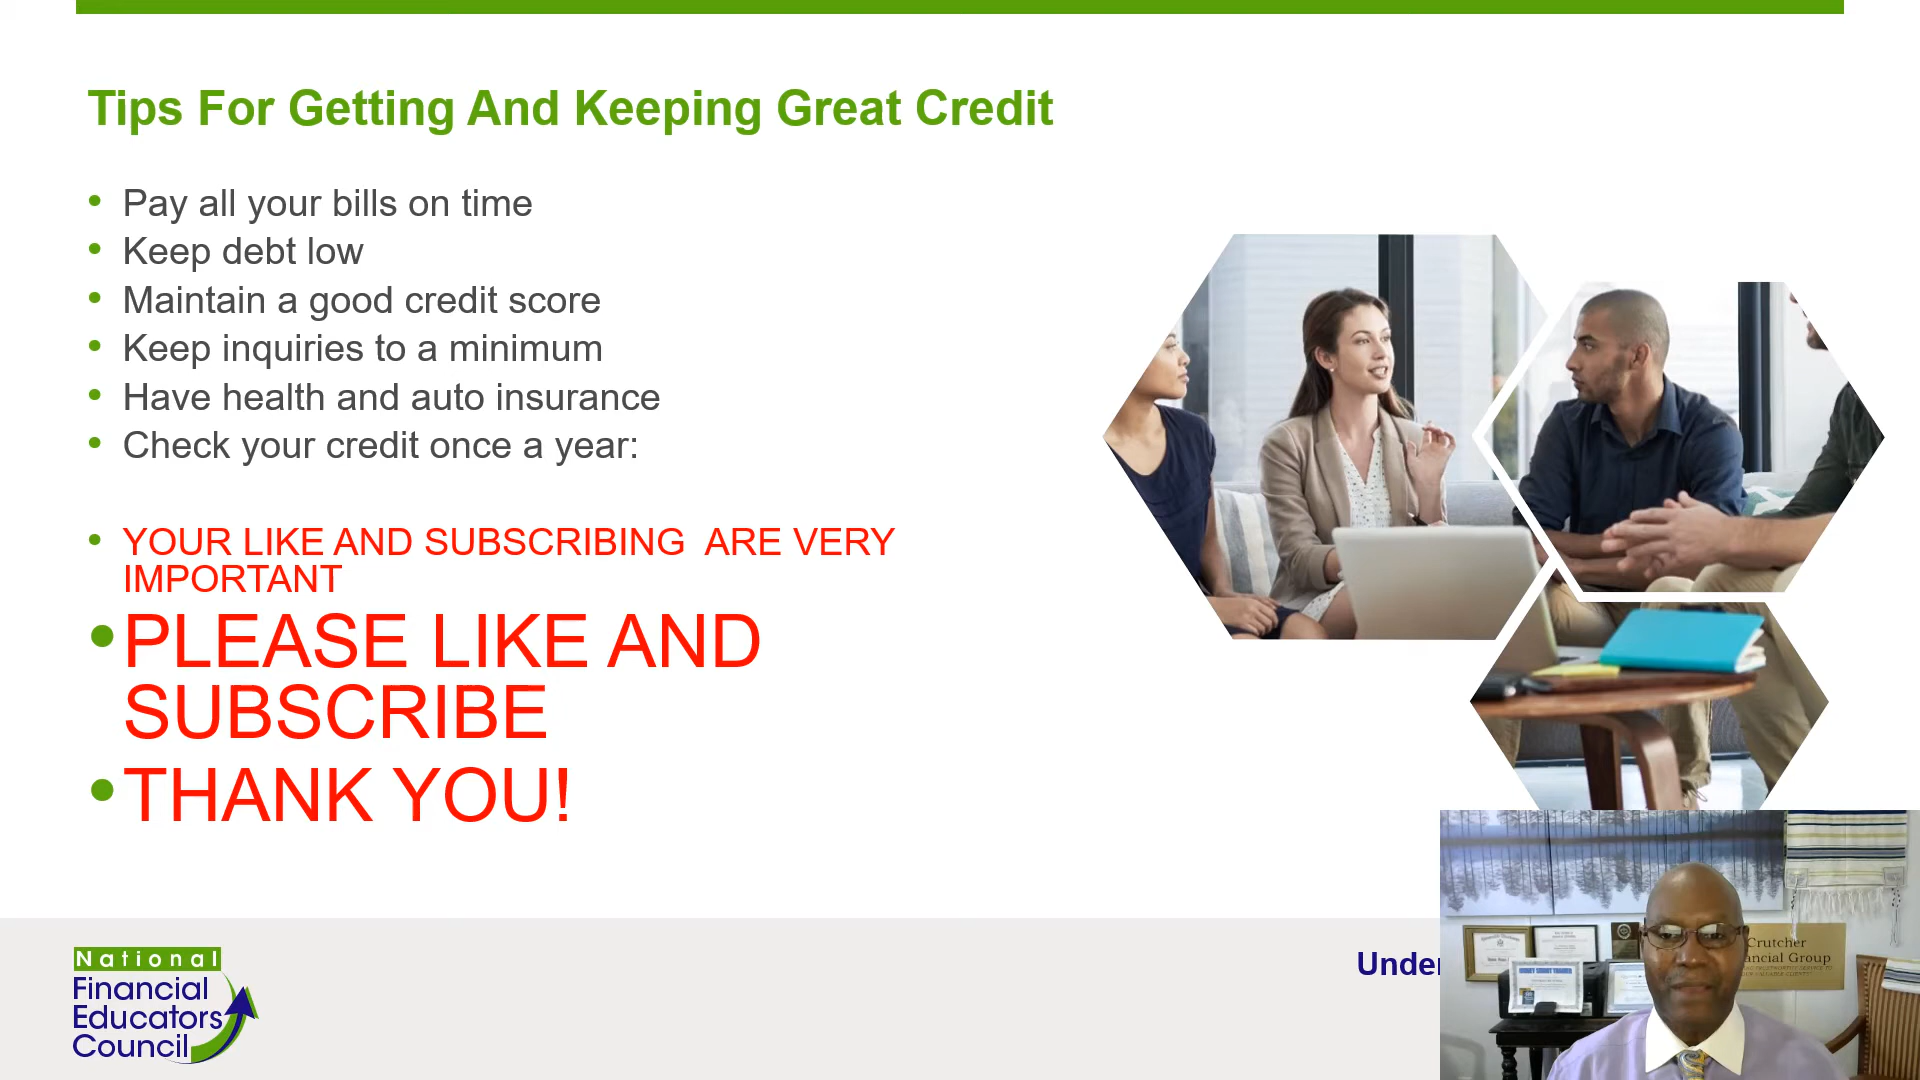 Tips For Getting And Keeping Great Credit
• Pay all your bills on time
• Keep debt low
• Maintain a good credit score
• Keep inquiries to a minimum
• Have health and auto insurance
• Check your credit once a year:
• YOUR LIKE AND SUBSCRIBING  ARE VERY
IMPORTANT
• PLEASE LIKE AND
SUBSCRIBE
• THANK YOU!
National
Financial
Educators
Council
Under
Crutcher
ancial Group